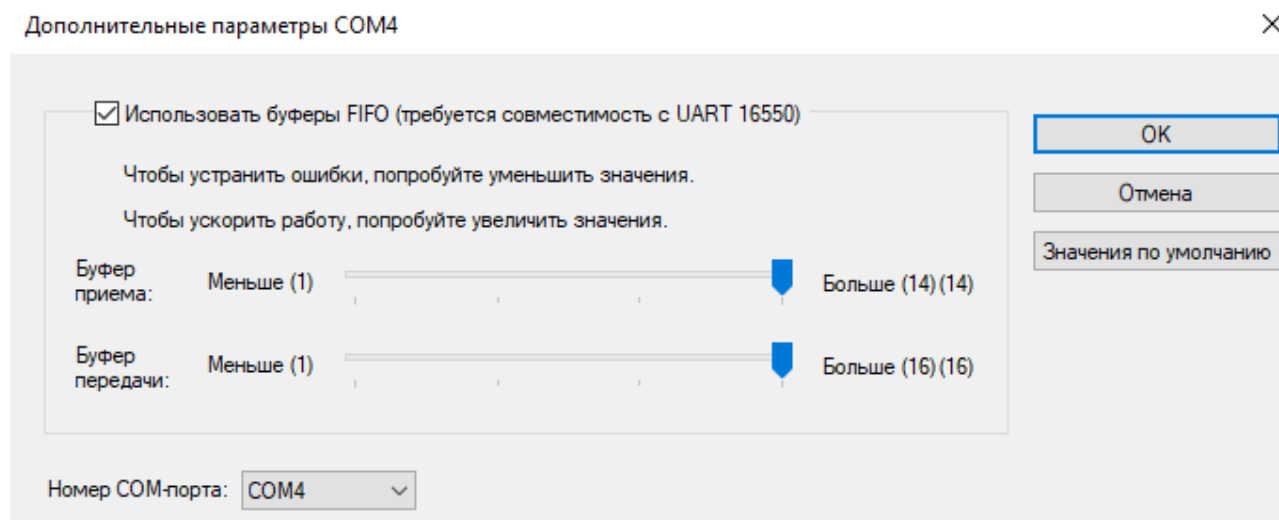 Дополнительные параметры COM4
Использовать буферы FIFO (требуется совместимость с UART 16550)
OK
Чтобы устранить ошибки, попробуйте уменьшить значения.
Отмена
Чтобы ускорить работу, попробуйте увеличить значения.
Значения по умолчанию
Буфер
приема:
Меньше (1)
Больше (14) (14)
Буфер
передачи:
Меньше (1)
Больше (16) (16)
Номер COM-порта: COM4